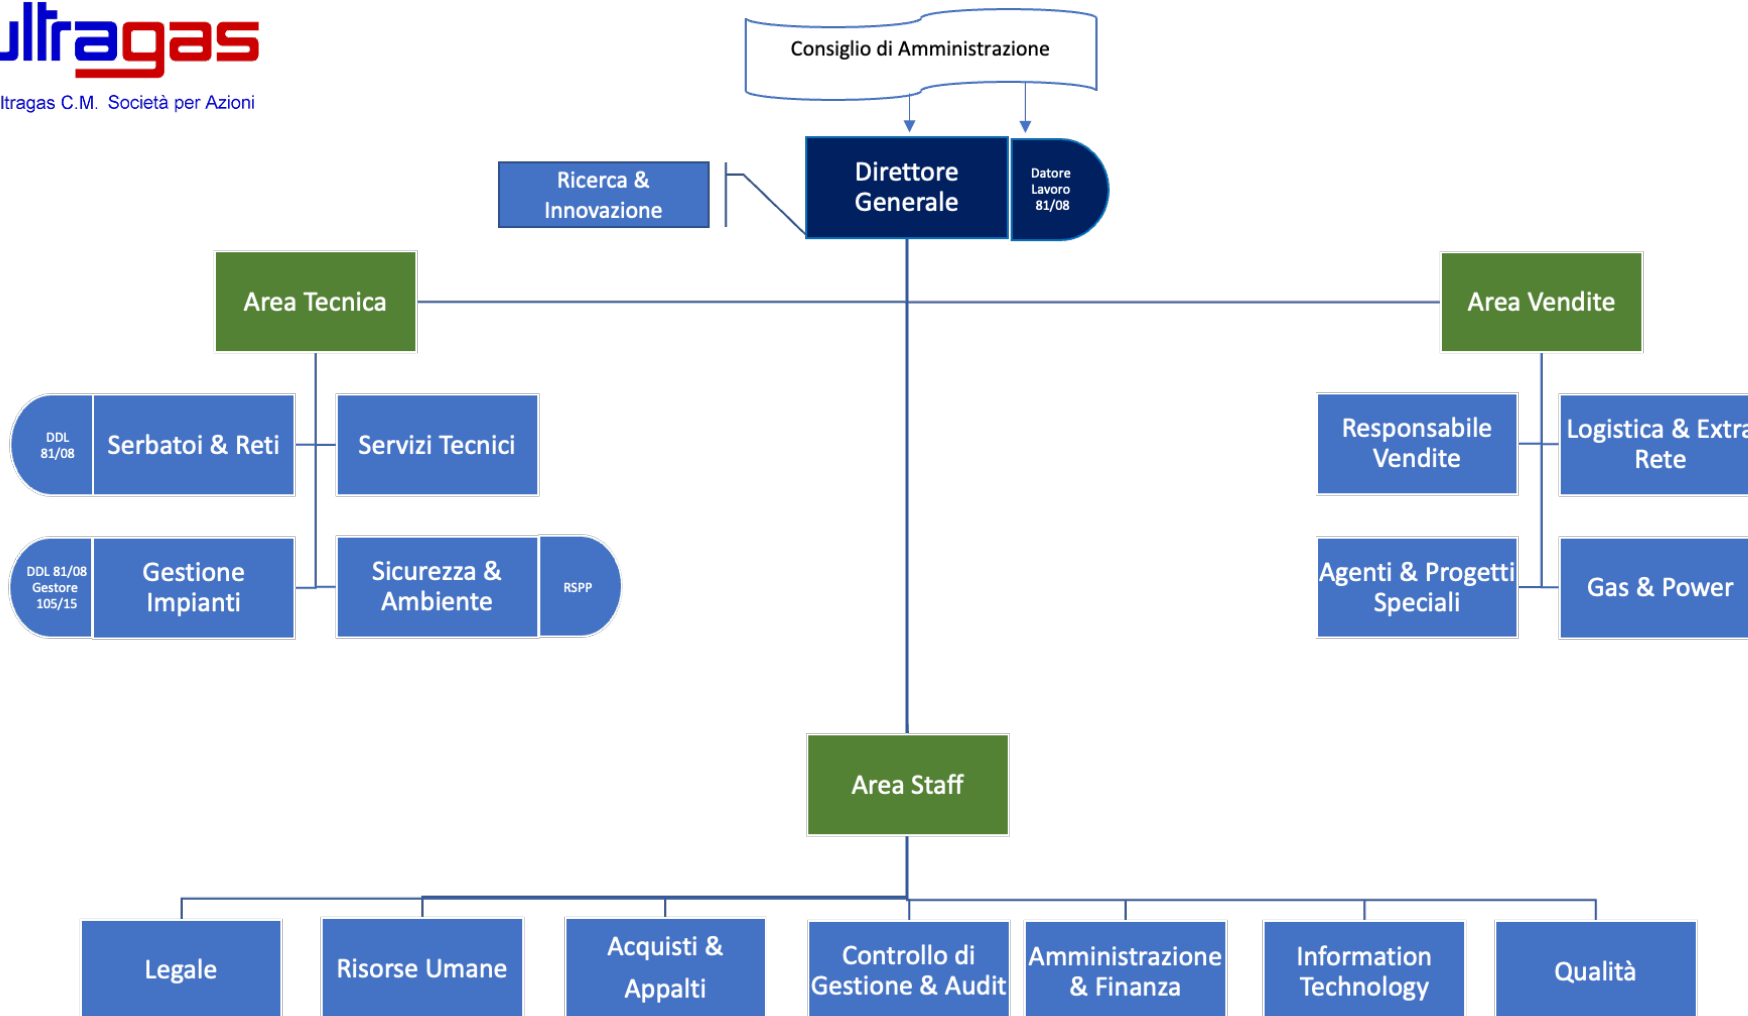 ultragas
ltragas C.M. Società per Azioni
Consiglio di Amministrazione
Ricerca &
Innovazione
Direttore
Generale
Datore
Lavoro
81/08
Area Tecnica
Area Vendite
DDL
81/08
Serbatoi & Reti
Servizi Tecnici
Responsabile
Vendite
Logistica & Extra
Rete
DDL 81/08
Gestore
105/15
Gestione
Impianti
Sicurezza &
Ambiente
RSPP
Agenti & Progetti
Speciali
Gas & Power
Area Staff
Legale
Risorse Umane
Acquisti &
Appalti
Controllo di
Gestione & Audit
Amministrazione
& Finanza
Information
Technology
Qualità